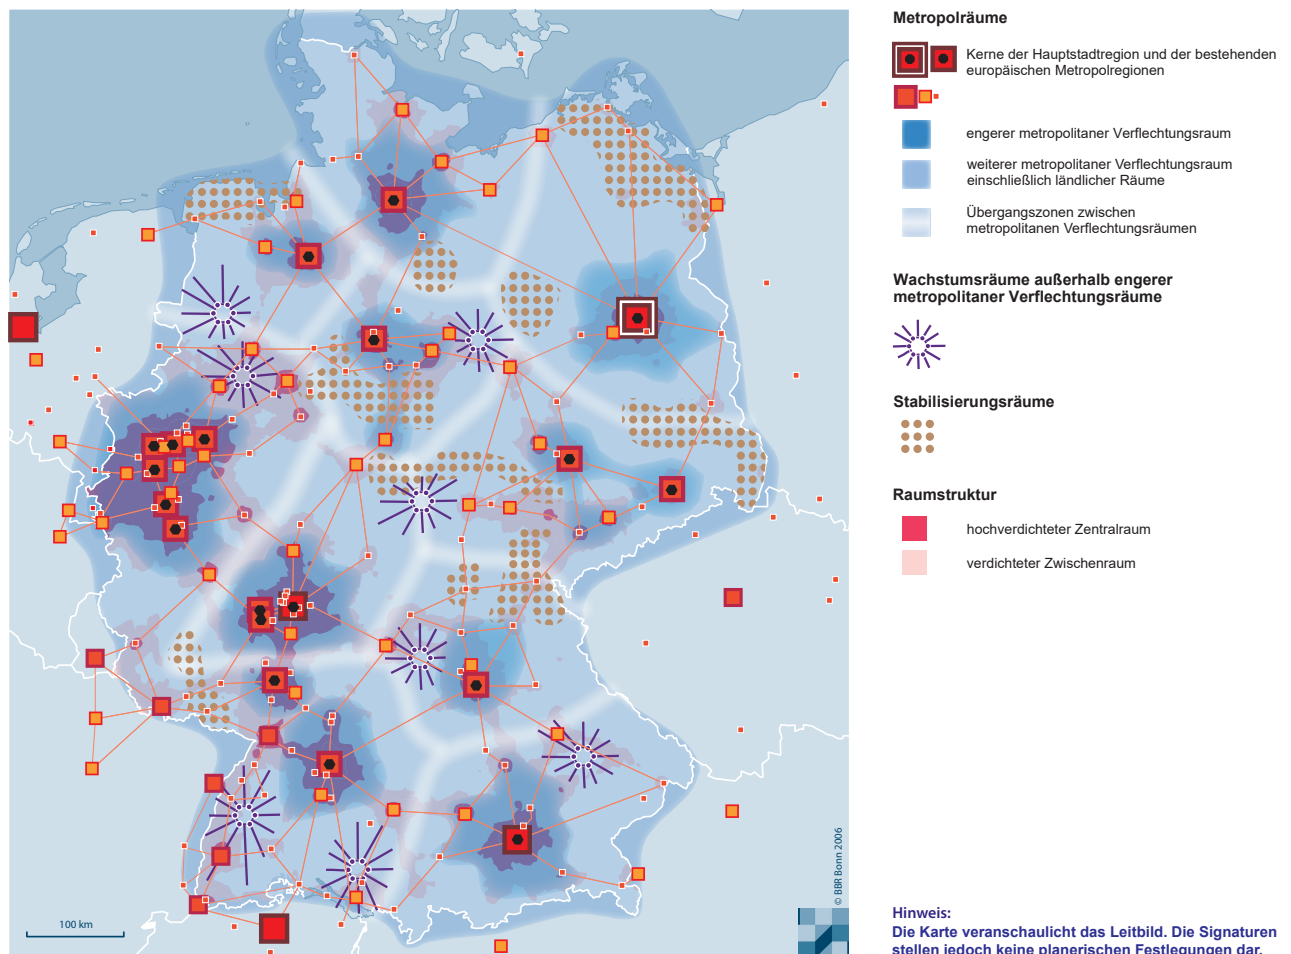 Metropolräume
Kerne der Hauptstadtregion und der bestehenden
europäischen Metropolregionen
engerer metropolitaner Verflechtungsraum
weiterer metropolitaner Verflechtungsraum
einschließlich ländlicher Räume
Übergangszonen zwischen
metropolitanen Verflechtungsräumen
Wachstumsräume außerhalb engerer
metropolitaner Verflechtungsräume
Stabilisierungsräume
Raumstruktur
hochverdichteter Zentralraum
verdichteter Zwischenraum
Hinweis:
Die Karte veranschaulicht das Leitbild. Die Signaturen
stellen jedoch keine planerischen Festlegungen dar.
100 km
© BBR Bonn 2006